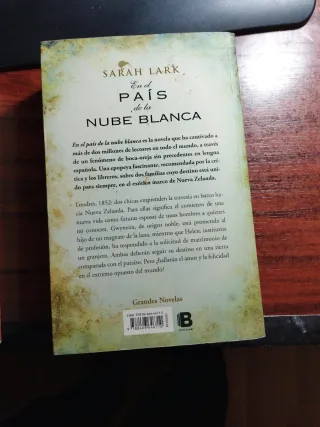 SARAH LARK
En el
PAÍS
de la
NUBE BLANCA
En el país de la nube blanca es la novela que ha cautivado a
más de dos millones de lectores en todo el mundo. A través
de un fenómeno de boca-oreja sin precedentes en lengua
española. Una epopeya fascinante, recomendada por la crí-
tica y los libreros, sobre dos familias cuyo destino está uni-
do para siempre, en el exótico marco de Nueva Zelanda.
Londres, 1852: dos chicas emprenden la travesía en barco ha-
cia Nueva Zelanda. Para ellas significa el comienzo de una
nueva vida como futuras esposas de unos hombres a quienes
no conocen. Gwyneira, de origen noble, está prometida al
hijo de un magnate de la lana, mientras que Helen, institutriz
de profesión, ha respondido a la solicitud de matrimonio de
un granjero. Ambas deberán seguir su destino en una tierra
comparada con el paraíso. Pero ¿hallarán el amor y la felicidad
en el extremo opuesto del mundo?
Grandes Novelas
B